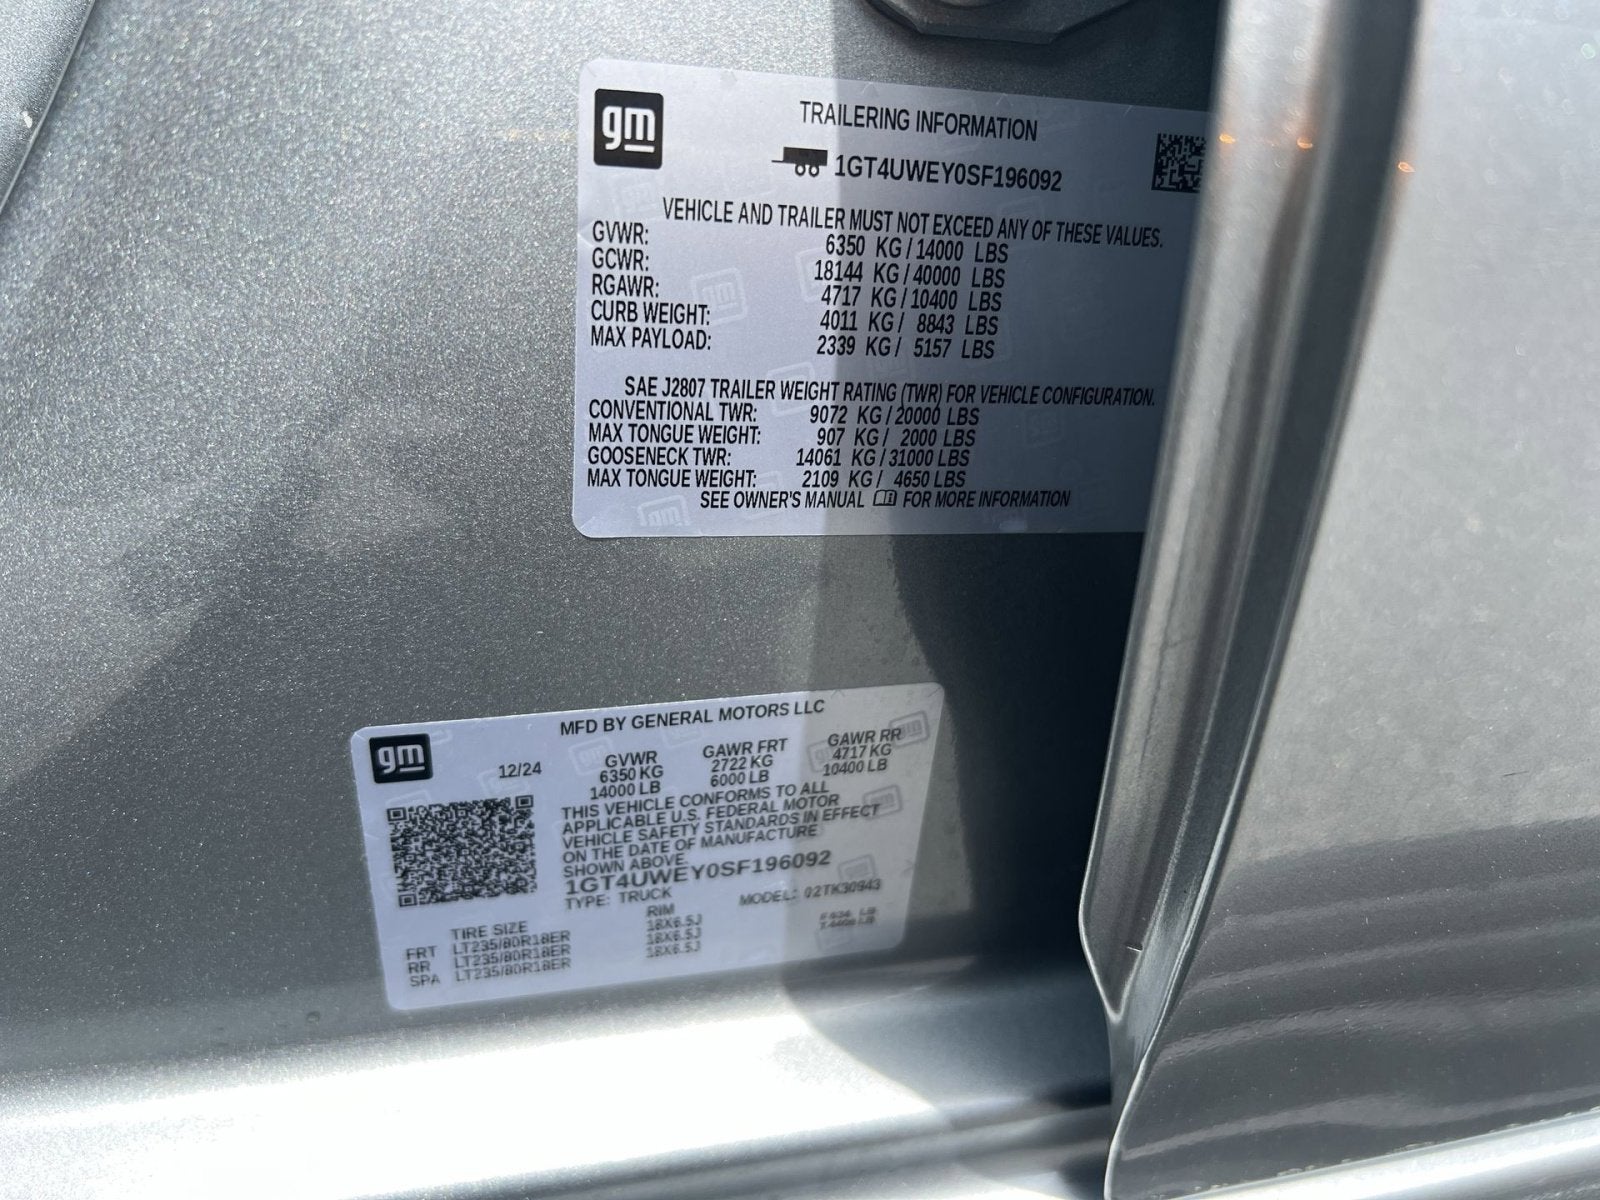 gm
TRAILERING INFORMATION
1GT4UWEY0SF196092
VEHICLE AND TRAILER MUST NOT EXCEED ANY OF THESE VALUES.
GVWR: 6350 KG / 14000 LBS
GCWR: 18144 KG / 40000 LBS
RGAWR: 4717 KG / 10400 LBS
CURB WEIGHT: 4011 KG / 8843 LBS
MAX PAYLOAD: 2339 KG / 5157 LBS
SAE J2807 TRAILER WEIGHT RATING (TWR) FOR VEHICLE CONFIGURATION.
CONVENTIONAL TWR: 9072 KG / 20000 LBS
MAX TONGUE WEIGHT: 907 KG / 2000 LBS
GOOSENECK TWR: 14061 KG / 31000 LBS
MAX TONGUE WEIGHT: 2109 KG / 4650 LBS
SEE OWNER'S MANUAL FOR MORE INFORMATION
gm
MFD BY GENERAL MOTORS LLC
12/24 GVWR GAWR FRT GAWR RR
6350 KG 2722 KG 4717 KG
14000 LB 6000 LB 10400 LB
THIS VEHICLE CONFORMS TO ALL
APPLICABLE U.S. FEDERAL MOTOR
VEHICLE SAFETY STANDARDS IN EFFECT
ON THE DATE OF MANUFACTURE
SHOWN ABOVE.
1GT4UWEY0SF196092
TYPE: TRUCK MODEL: 02TK30943
TIRE SIZE RIM
FRT LT235/80R18ER 18X6.5J
RR LT235/80R18ER 18X6.5J
SPA LT235/80R18ER 18X6.5J